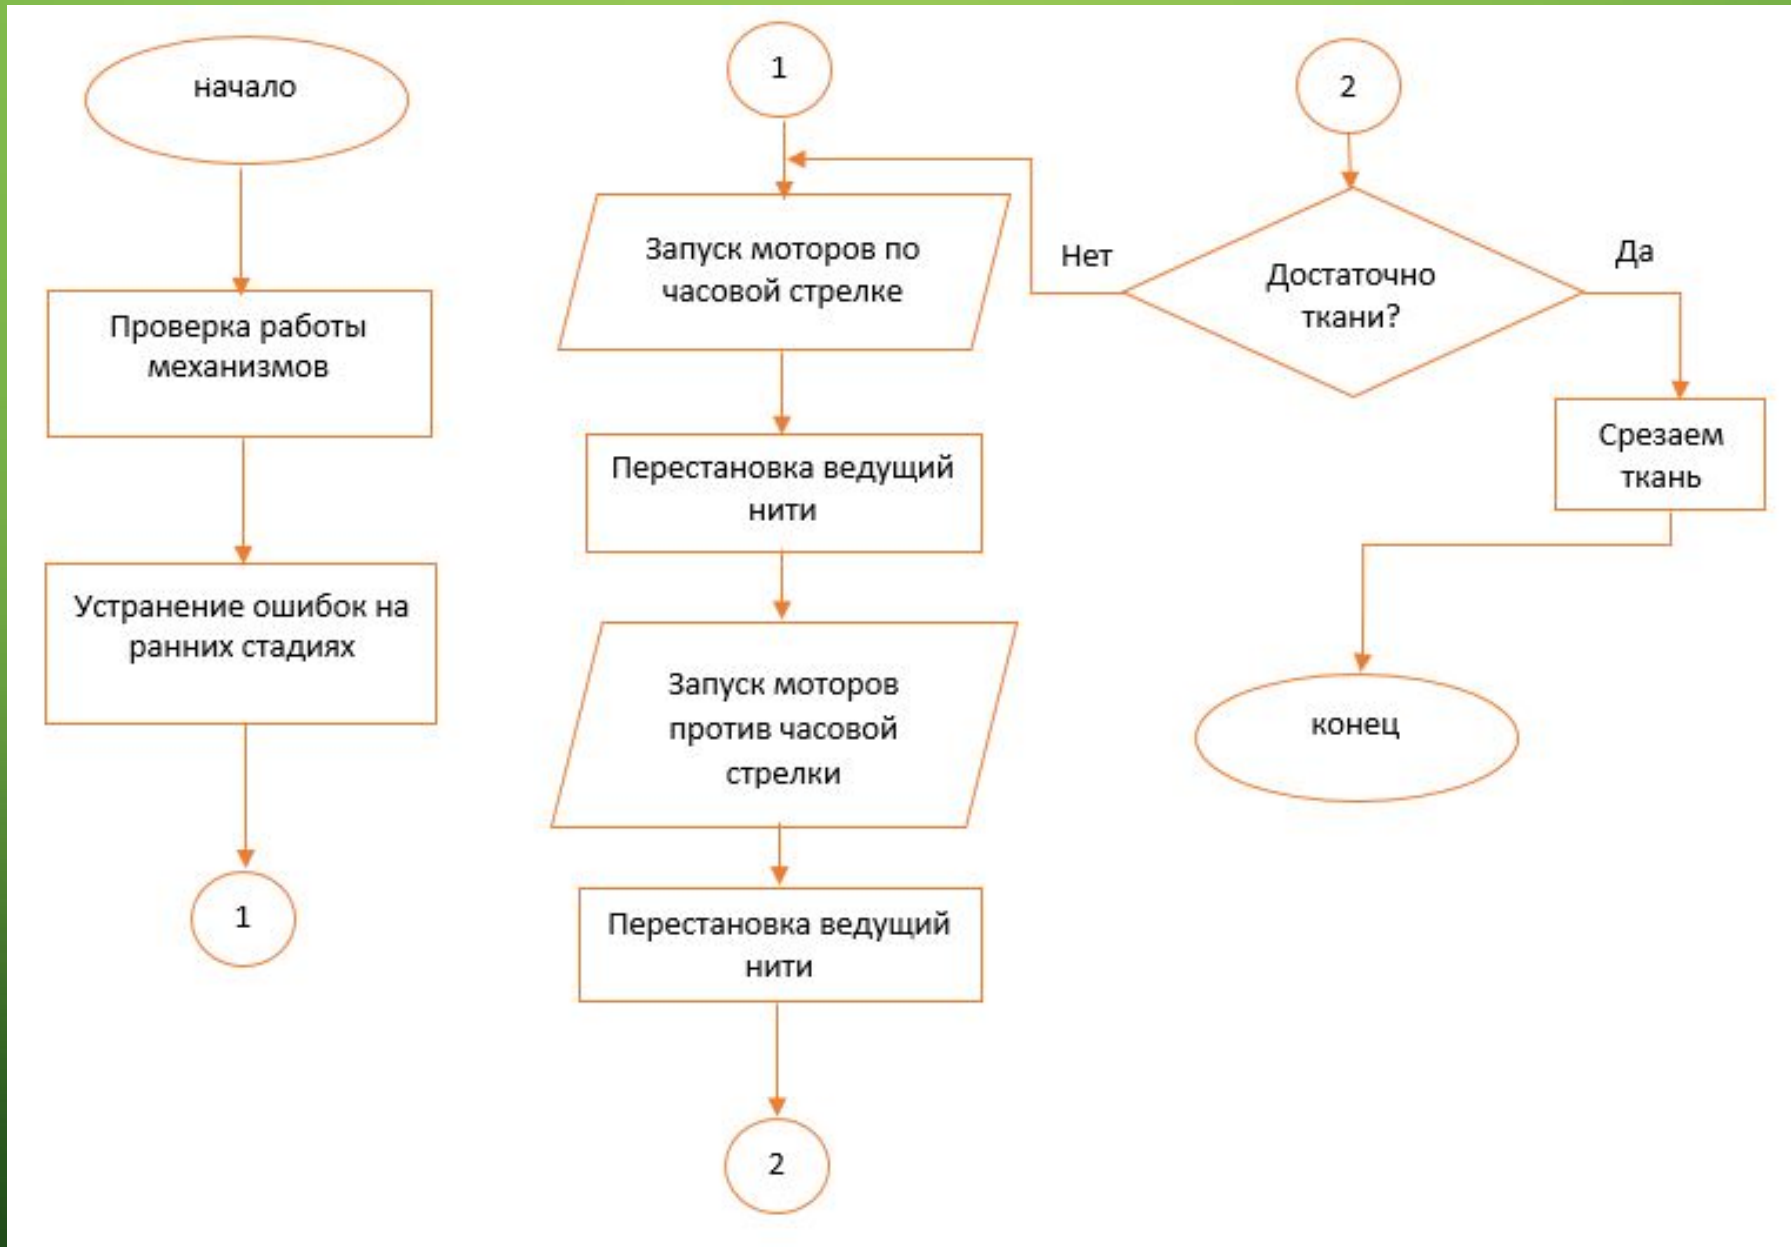 начало
Проверка работы
механизмов
Устранение ошибок на
ранних стадиях
1
1
Запуск моторов по
часовой стрелке
Перестановка ведущий
нити
Запуск моторов
против часовой
стрелки
Перестановка ведущий
нити
2
2
Достаточно
ткани?
Нет
Да
Срезаем
ткань
конец